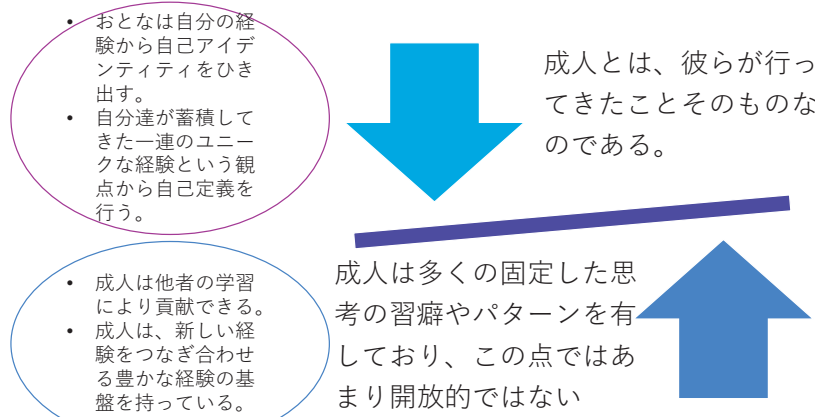 • おとなは自分の経
験から自己アイデ
ンティティをひき
出す。
• 自分達が蓄積して
きた一連のユニー
クな経験という観
点から自己定義を
行う。
成人とは、彼らが行っ
てきたことそのものな
のである。
• 成人は他者の学習
により貢献できる。
• 成人は、新しい経
験をつなぎ合わせ
る豊かな経験の基
盤を持っている。
成人は多くの固定した思
考の習癖やパターンを有
しており、この点ではあ
まり開放的ではない